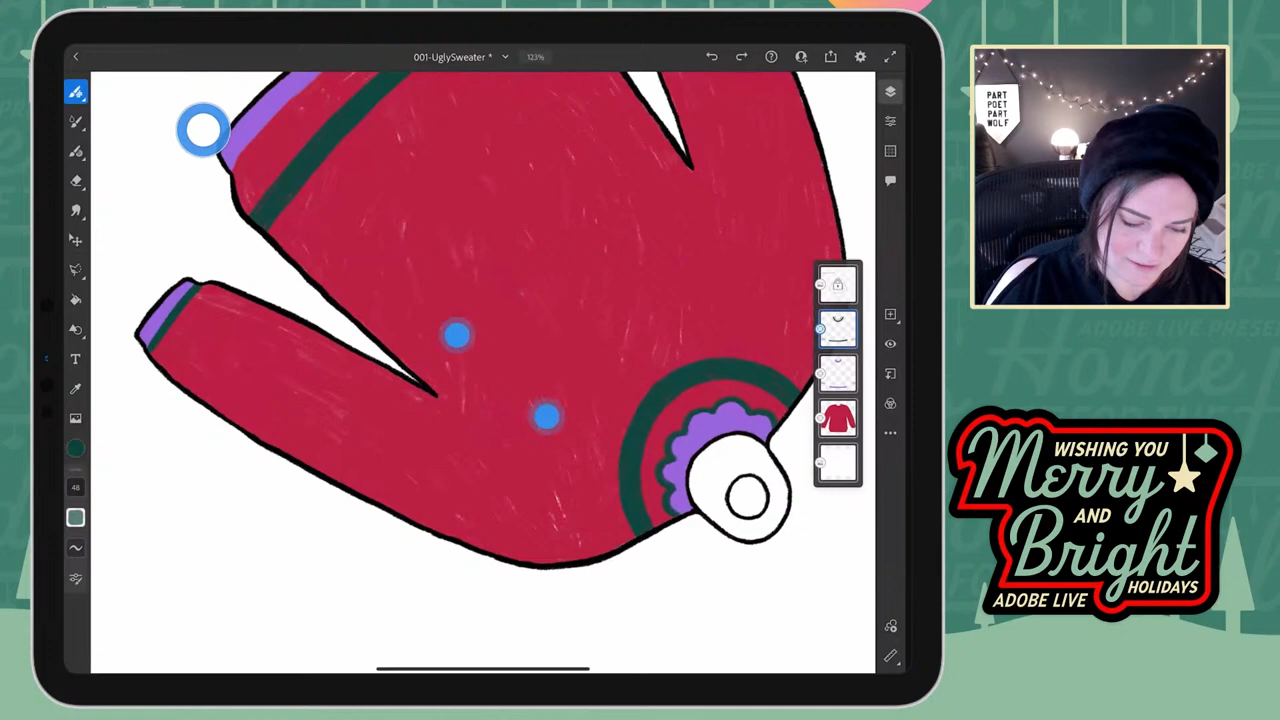 001-UglySweater *
123%
T
48
PART
POET
PART
WOLF
WISHING YOU
Merry
AND
Bright
HOLIDAYS
ADOBE LIVE